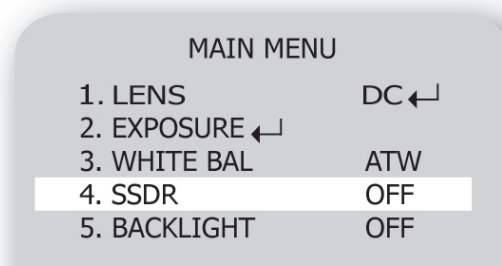 MAIN MENU
1. LENS DC↵
2. EXPOSURE ↵
3. WHITE BAL ATW
4. SSDR OFF
5. BACKLIGHT OFF